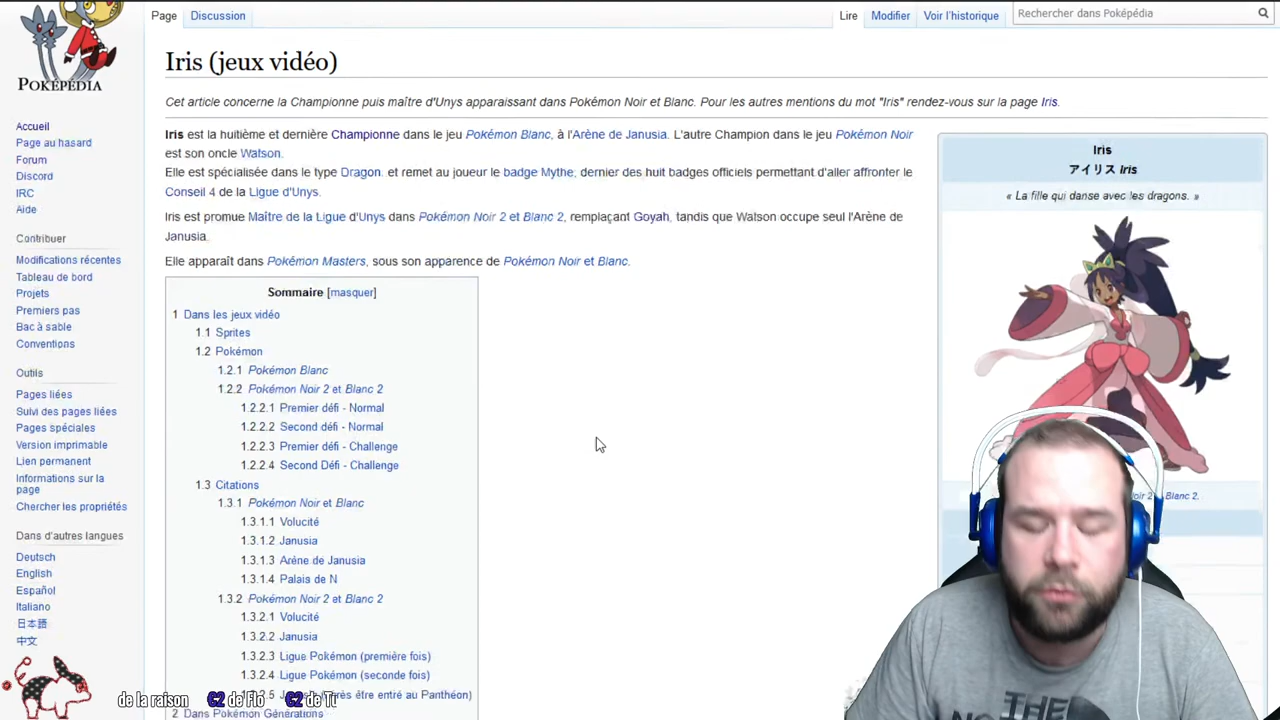 Page Discussion Lire Modifier Voir l'historique Rechercher dans Poképédia
POKÉPÉDIA
Accueil
Page au hasard
Forum
Discord
IRC
Aide
Contribuer
Modifications récentes
Tableau de bord
Projets
Premiers pas
Bac à sable
Conventions
Outils
Pages liées
Suivi des pages liées
Pages spéciales
Version imprimable
Lien permanent
Informations sur la
page
Chercher les propriétés
Dans d'autres langues
Deutsch
English
Español
Italiano
日本語
中文
Iris (jeux vidéo)
Cet article concerne la Championne puis maître d'Unys apparaissant dans Pokémon Noir et Blanc. Pour les autres mentions du mot "Iris" rendez-vous sur la page Iris.
Iris est la huitième et dernière Championne dans le jeu Pokémon Blanc, à l'Arène de Janusia. L'autre Champion dans le jeu Pokémon Noir
est son oncle Watson.
Elle est spécialisée dans le type Dragon, et remet au joueur le badge Mythe, dernier des huit badges officiels permettant d'aller affronter le
Conseil 4 de la Ligue d'Unys.
Iris est promue Maître de la Ligue d'Unys dans Pokémon Noir 2 et Blanc 2, remplaçant Goyah, tandis que Watson occupe seul l'Arène de
Janusia.
Elle apparaît dans Pokémon Masters, sous son apparence de Pokémon Noir et Blanc.
Sommaire [masquer]
1 Dans les jeux vidéo
1.1 Sprites
1.2 Pokémon
1.2.1 Pokémon Blanc
1.2.2 Pokémon Noir 2 et Blanc 2
1.2.2.1 Premier défi - Normal
1.2.2.2 Second défi - Normal
1.2.2.3 Premier défi - Challenge
1.2.2.4 Second Défi - Challenge
1.3 Citations
1.3.1 Pokémon Noir et Blanc
1.3.1.1 Volucité
1.3.1.2 Janusia
1.3.1.3 Arène de Janusia
1.3.1.4 Palais de N
1.3.2 Pokémon Noir 2 et Blanc 2
1.3.2.1 Volucité
1.3.2.2 Janusia
1.3.2.3 Ligue Pokémon (première fois)
1.3.2.4 Ligue Pokémon (seconde fois)
être entré au Panthéon)
2 Dans Pokémon Générations
Iris
アイリス Iris
« La fille qui danse avec les dragons. »
Blanc 2.
de la raison C2 de Flo C2 de
THE